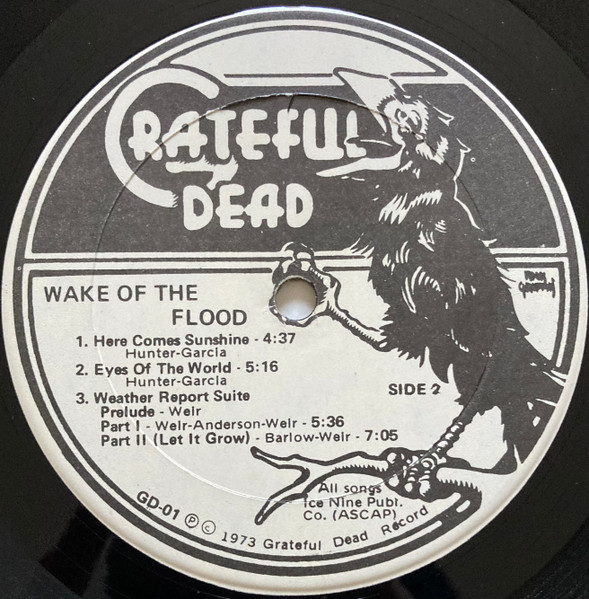 GRATEFUL
DEAD
WAKE OF THE
FLOOD
1. Here Comes Sunshine - 4:37
Hunter-Garcia
2. Eyes Of The World - 5:16
Hunter-Garcia
3. Weather Report Suite
Prelude - Weir
Part I - Weir-Anderson-Weir - 5:36
Part II (Let It Grow) - Barlow-Weir - 7:05
SIDE 2
All songs
Ice Nine Publ.
Co. (ASCAP)
GD-01 Ⓟ © 1973 Grateful Dead Record